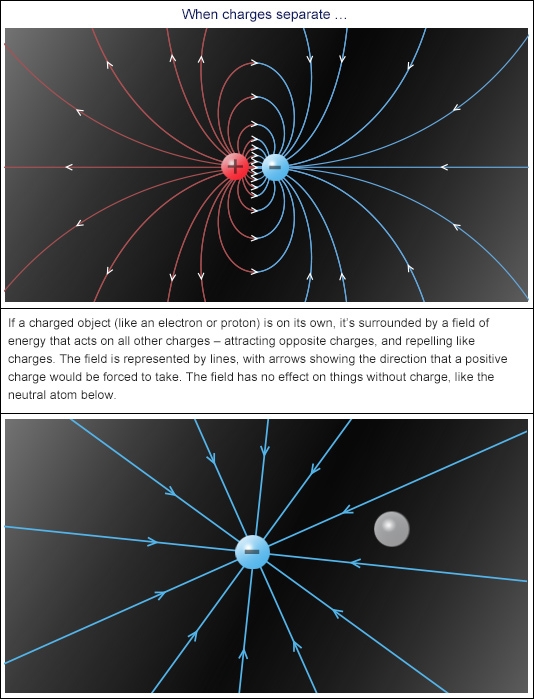 When charges separate …
+
−
If a charged object (like an electron or proton) is on its own, it’s surrounded by a field of
energy that acts on all other charges – attracting opposite charges, and repelling like
charges. The field is represented by lines, with arrows showing the direction that a positive
charge would be forced to take. The field has no effect on things without charge, like the
neutral atom below.
−